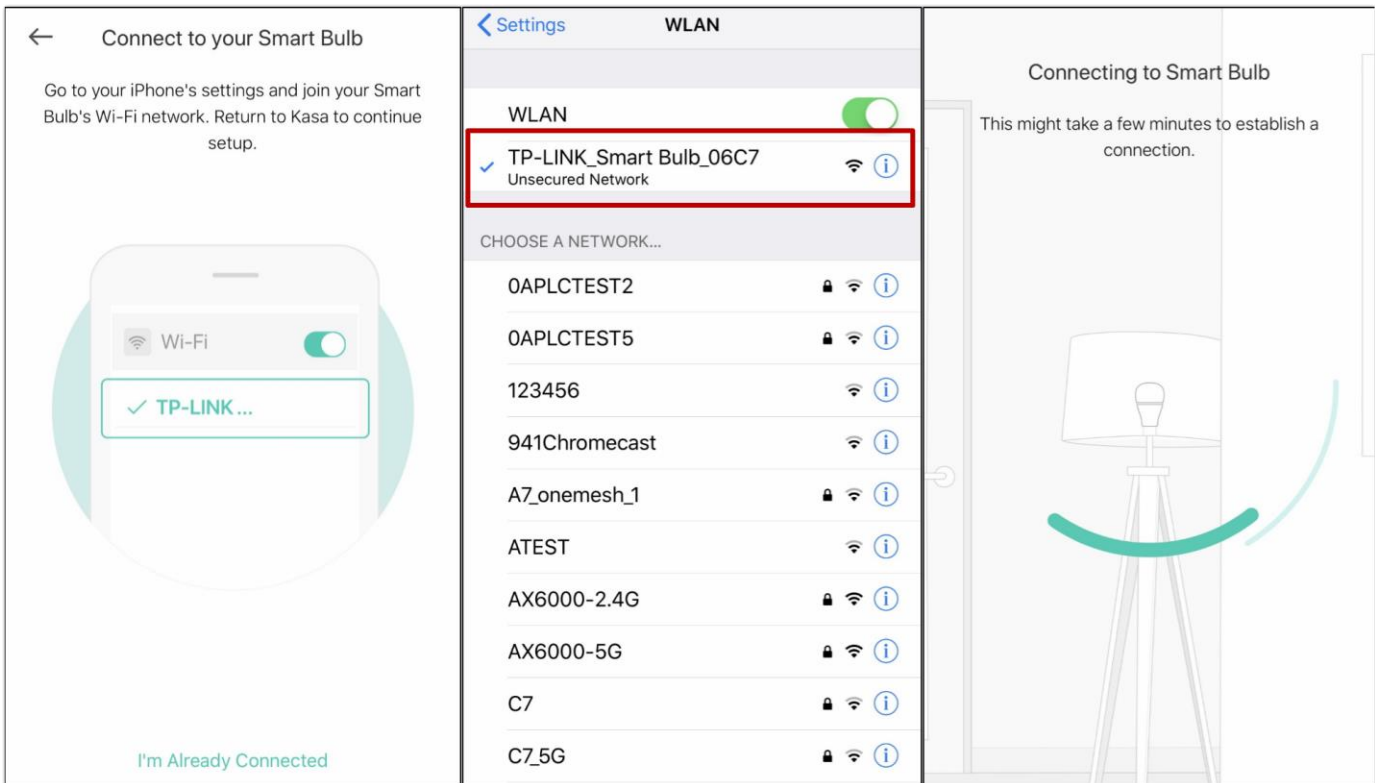 Connect to your Smart Bulb
Go to your iPhone's settings and join your Smart
Bulb's Wi-Fi network. Return to Kasa to continue
setup.
Wi-Fi
TP-LINK...
I'm Already Connected
Settings
WLAN
WLAN
TP-LINK_Smart Bulb_06C7
Unsecured Network
CHOOSE A NETWORK...
0APLCTEST2
0APLCTEST5
123456
941Chromecast
A7_onemesh_1
ATEST
AX6000-2.4G
AX6000-5G
C7
C7_5G
Connecting to Smart Bulb
This might take a few minutes to establish a
connection.